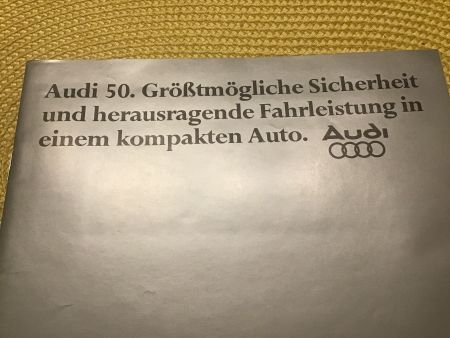 Audi 50. Größtmögliche Sicherheit
und herausragende Fahrleistung in
einem kompakten Auto. Audi